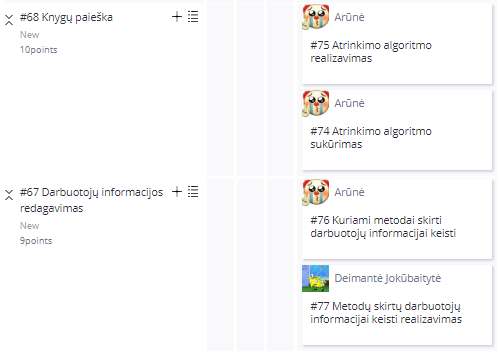 #68 Knygų paieška
New
10points
Arūnė
#75 Atrinkimo algoritmo
realizavimas
Arūnė
#74 Atrinkimo algoritmo
sukūrimas
#67 Darbuotojų informacijos
redagavimas
New
9points
Arūnė
#76 Kuriami metodai skirti
darbuotojų informacijai keisti
Deimantė Jokūbaitytė
#77 Metodų skirtų darbuotojų
informacijai keisti realizavimas